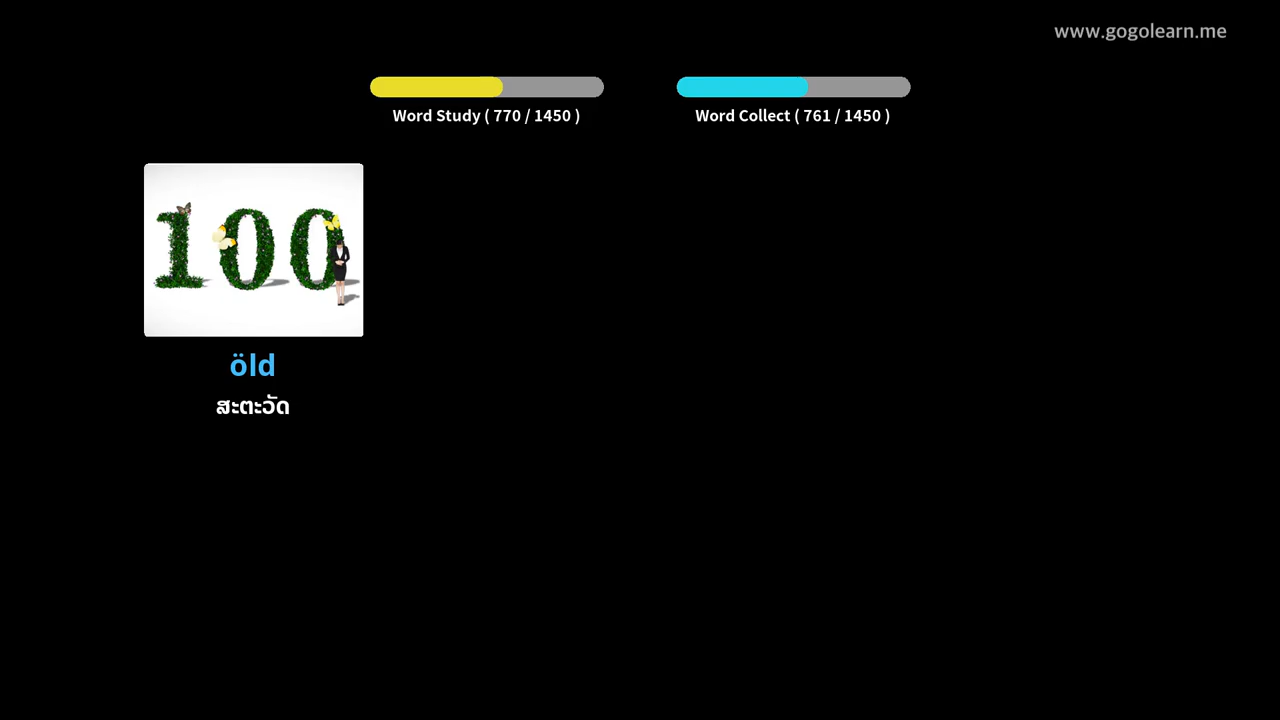 www.gogolearn.me
Word Study ( 770 / 1450 )
Word Collect ( 761 / 1450 )
100
öld
ສະຕະວັດ